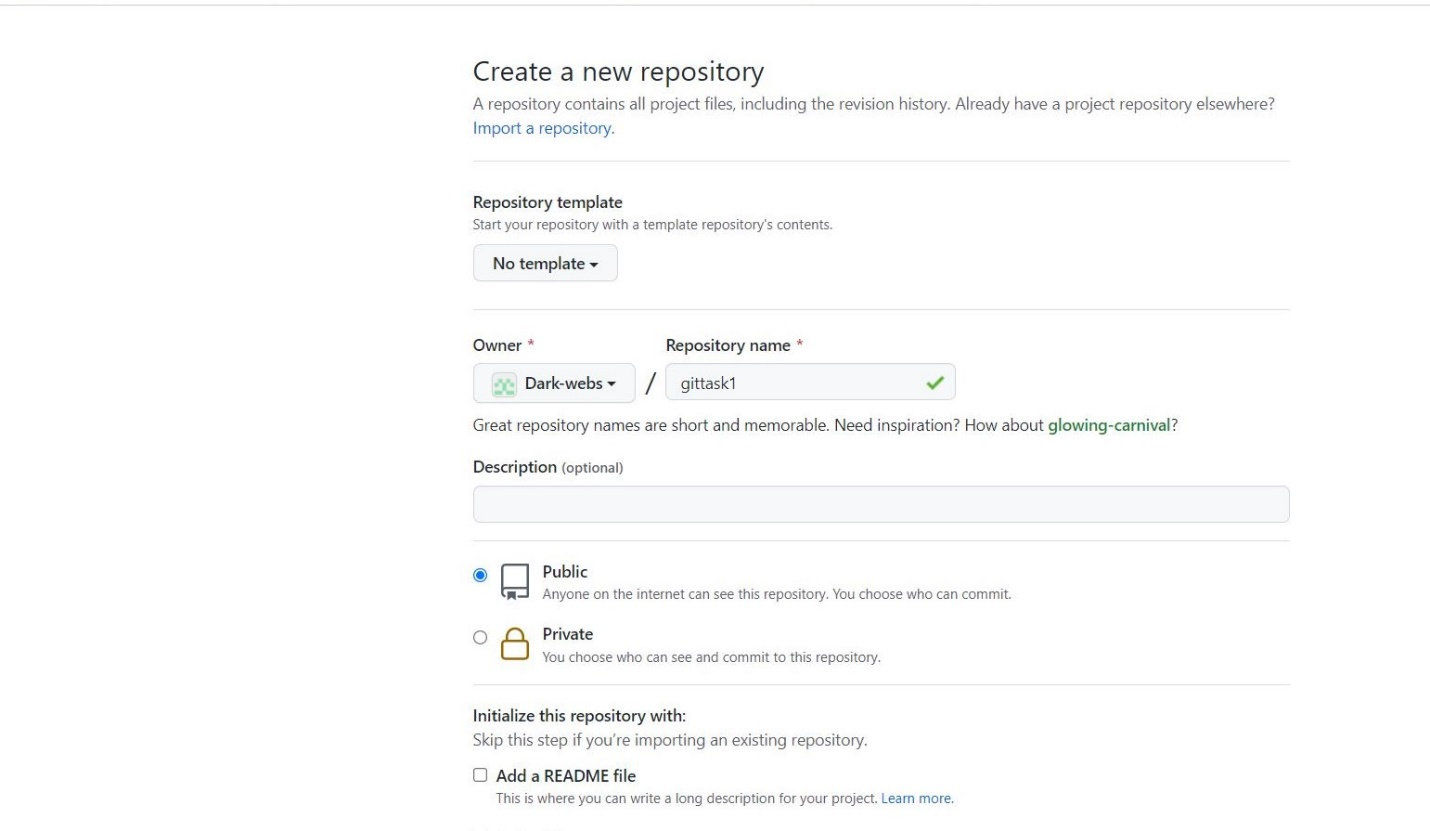 Create a new repository
A repository contains all project files, including the revision history. Already have a project repository elsewhere?
Import a repository.
Repository template
Start your repository with a template repository's contents.
No template
Owner * Repository name *
Dark-webs / gittask1
Great repository names are short and memorable. Need inspiration? How about glowing-carnival?
Description (optional)
Public
Anyone on the internet can see this repository. You choose who can commit.
Private
You choose who can see and commit to this repository.
Initialize this repository with:
Skip this step if you're importing an existing repository.
Add a README file
This is where you can write a long description for your project. Learn more.